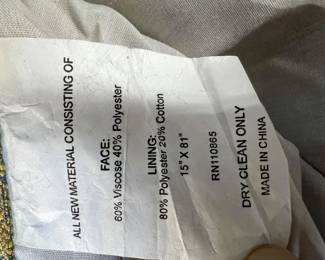 ALL NEW MATERIAL CONSISTING OF
FACE:
60% Viscose 40% Polyester
LINING:
80% Polyester 20% Cotton
15" X 81"
RN110865
DRY CLEAN ONLY
MADE IN CHINA